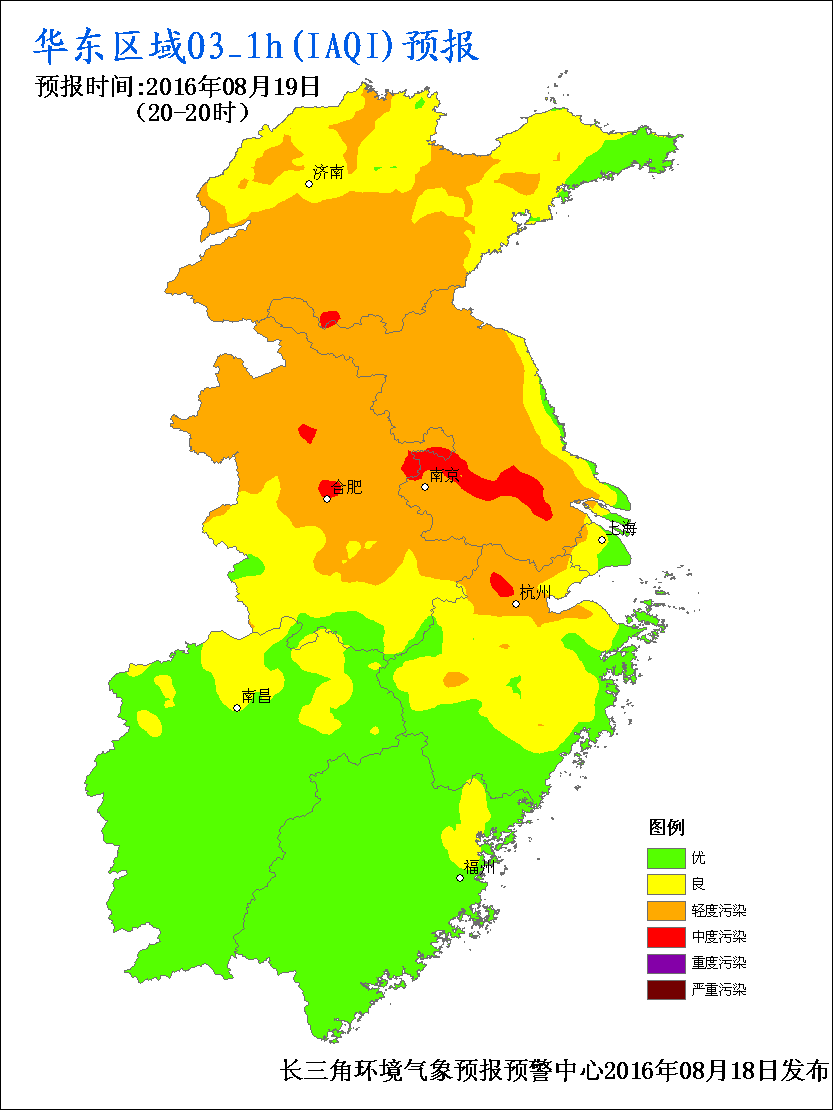 华东区域O3_1h(IAQI)预报
预报时间:2016年08月19日
(20-20时)
济南
合肥
南京
上海
杭州
南昌
福州
图例
优
良
轻度污染
中度污染
重度污染
严重污染
长三角环境气象预报预警中心2016年08月18日发布